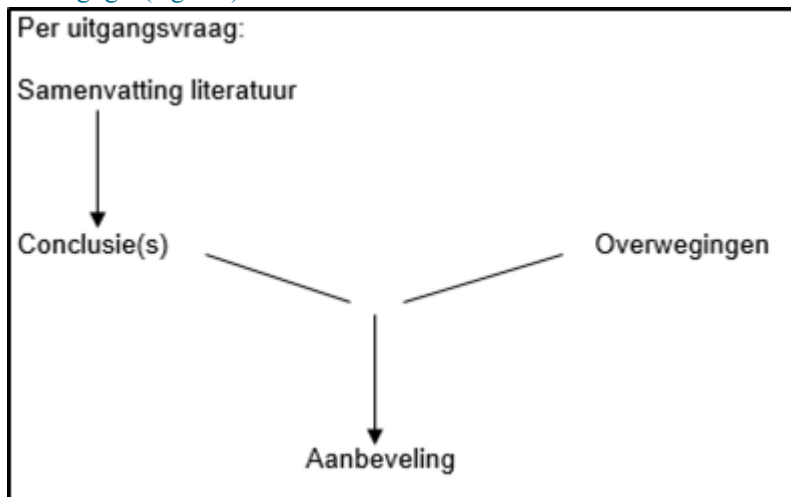 Per uitgangsvraag:
Samenvatting literatuur
Conclusie(s)
Overwegingen
Aanbeveling